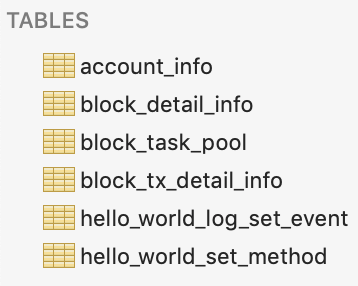 TABLES
account_info
block_detail_info
block_task_pool
block_tx_detail_info
hello_world_log_set_event
hello_world_set_method